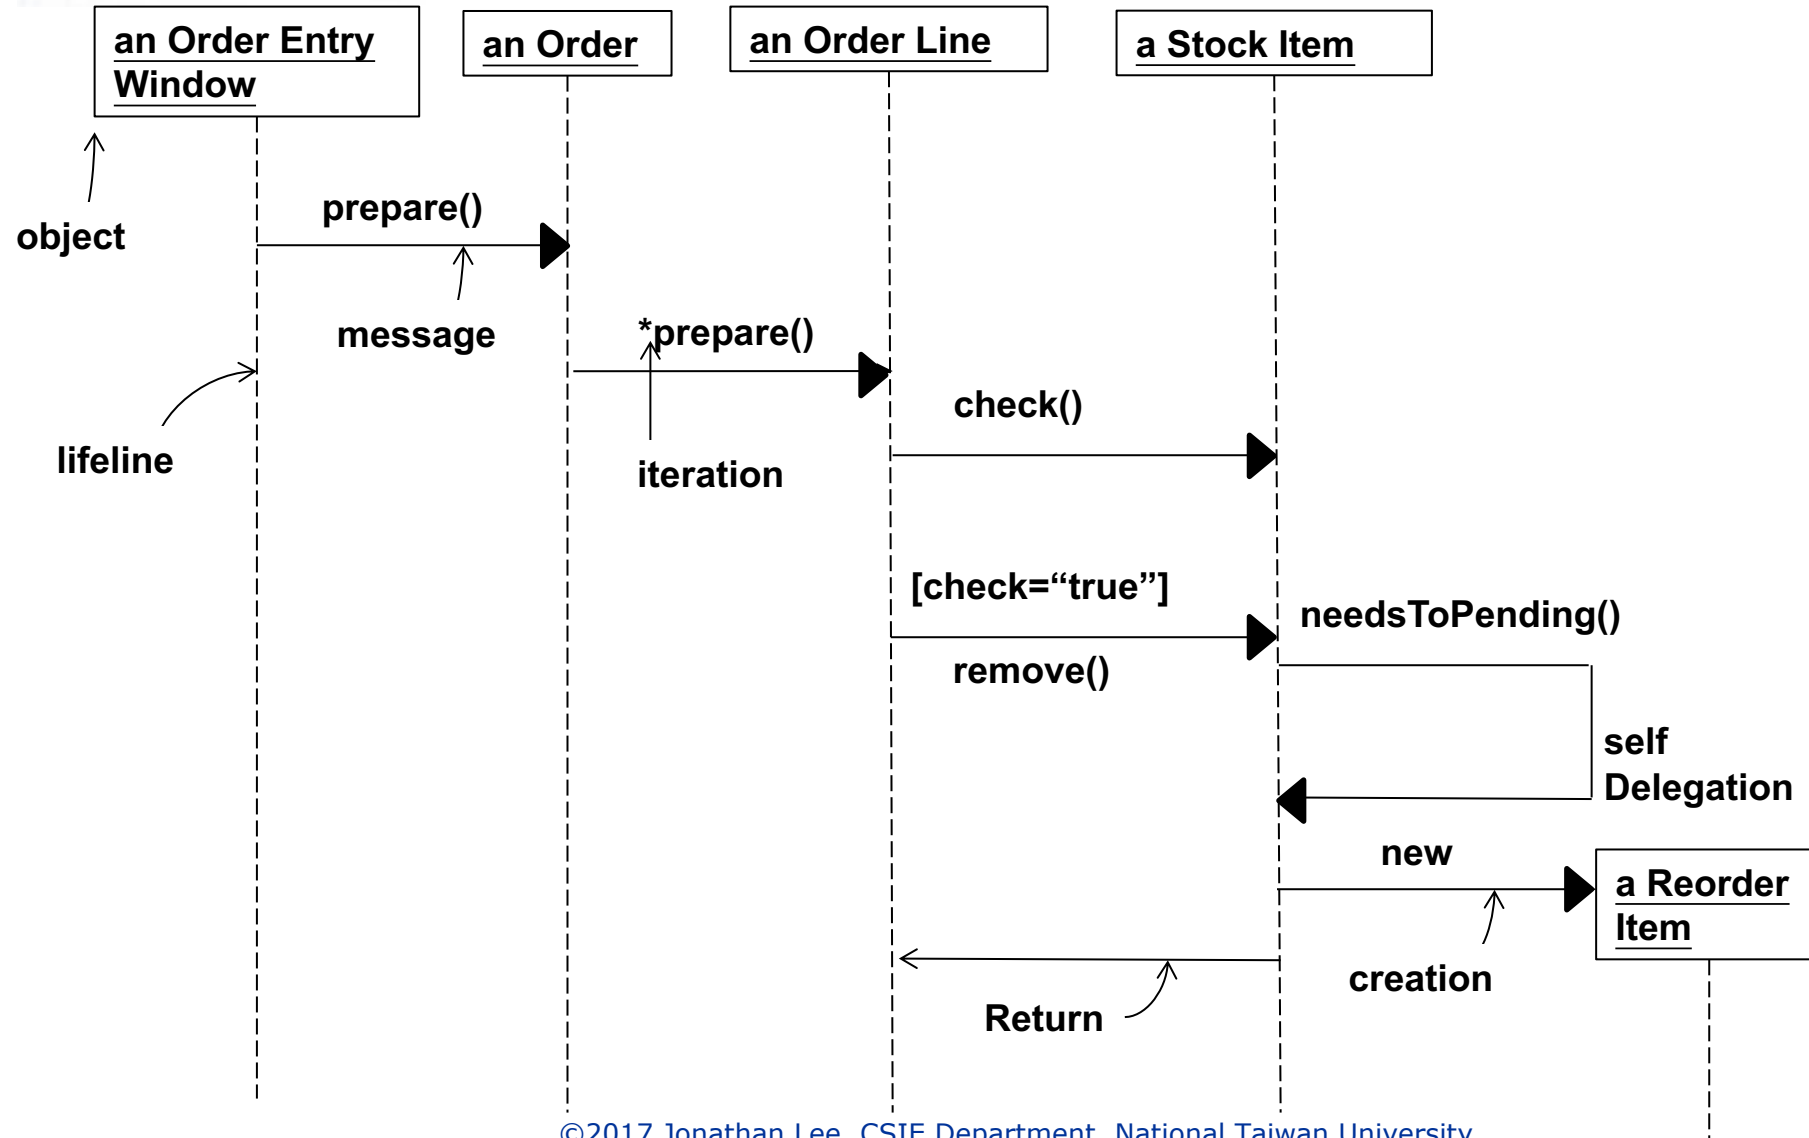 an Order Entry
Window
an Order
an Order Line
a Stock Item
object
prepare()
message
*prepare()
lifeline
iteration
check()
[check=“true”]
remove()
needsToPending()
self
Delegation
new
a Reorder
Item
creation
Return
©2017 Jonathan Lee, CSIE Department, National Taiwan University